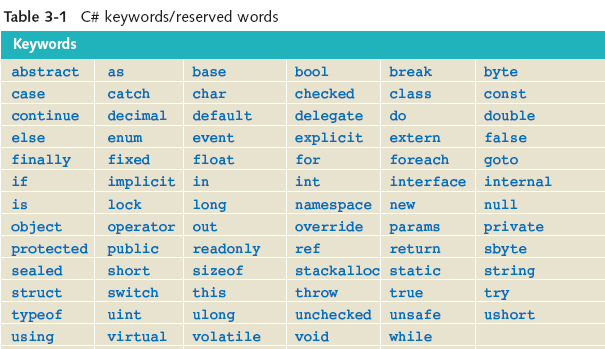 Table 3-1 C# keywords/reserved words
Keywords
abstract as base bool break byte
case catch char checked class const
continue decimal default delegate do double
else enum event explicit extern false
finally fixed float for foreach goto
if implicit in int interface internal
is lock long namespace new null
object operator out override params private
protected public readonly ref return sbyte
sealed short sizeof stackalloc static string
struct switch this throw true try
typeof uint ulong unchecked unsafe ushort
using virtual volatile void while